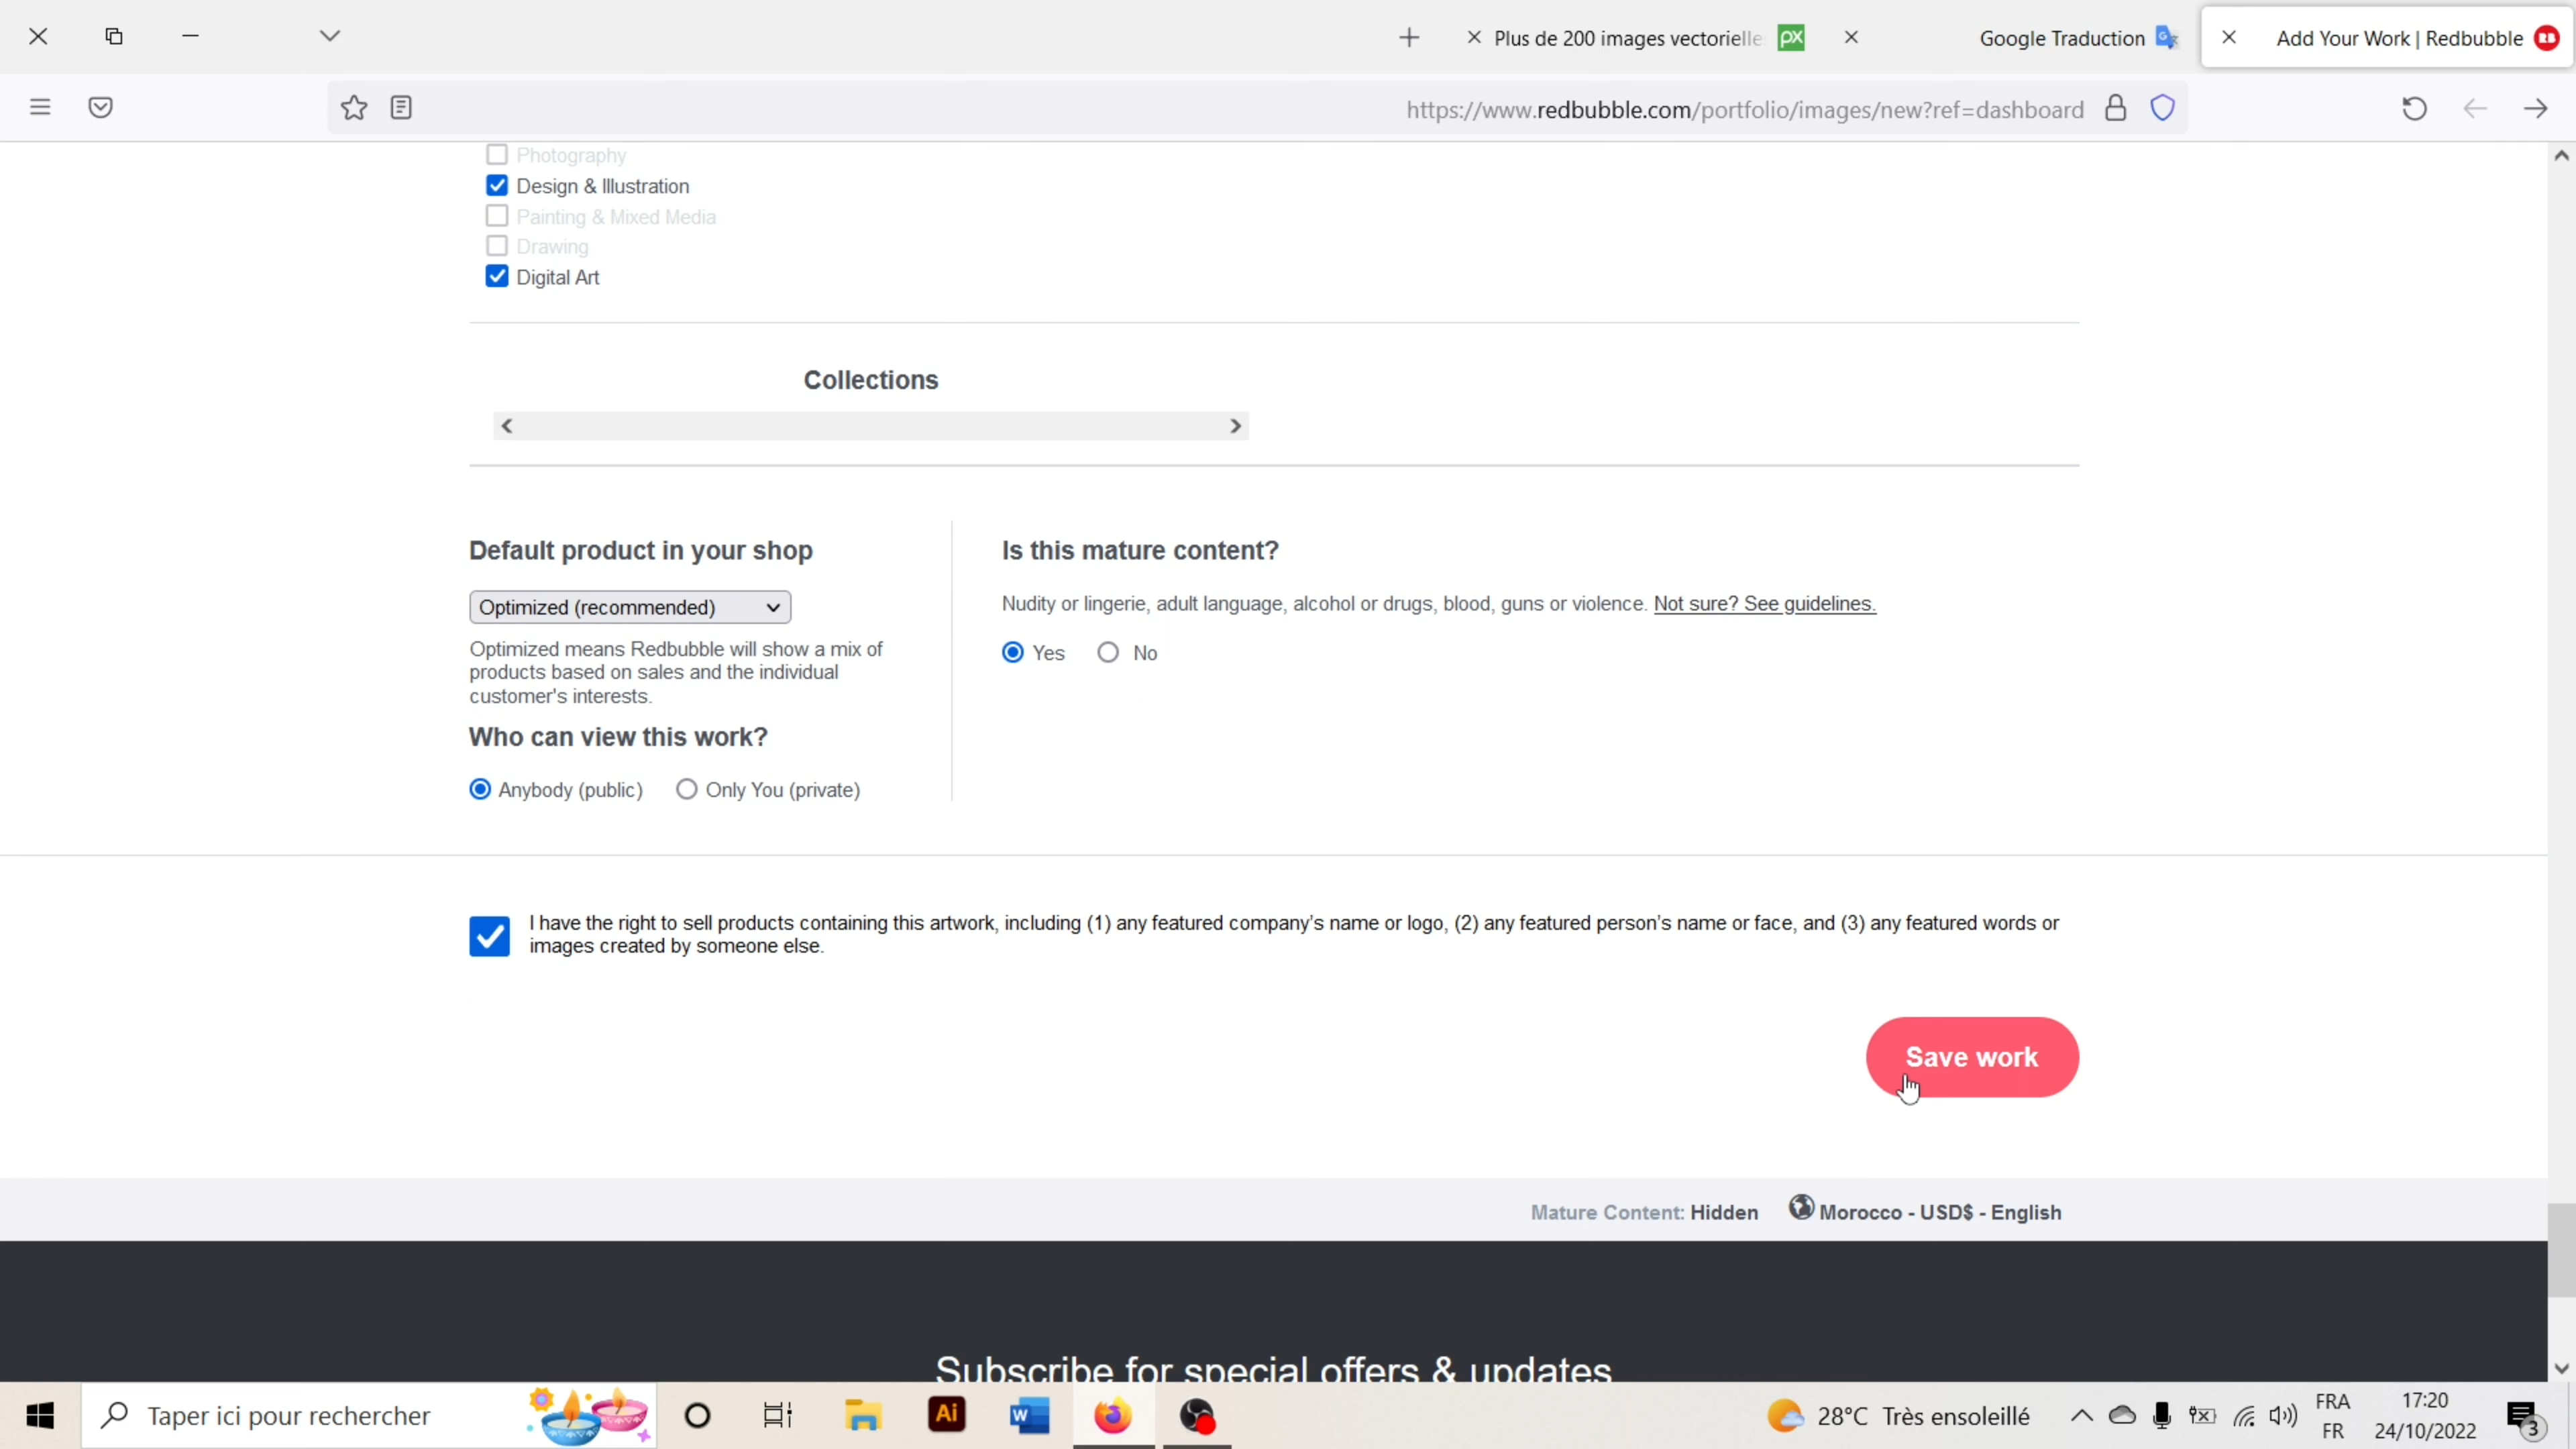 Plus de 200 images vectorielle
Google Traduction
Add Your Work | Redbubble
https://www.redbubble.com/portfolio/images/new?ref=dashboard
Photography
Design & Illustration
Painting & Mixed Media
Drawing
Digital Art
Collections
Default product in your shop
Optimized (recommended)
Optimized means Redbubble will show a mix of
products based on sales and the individual
customer's interests.
Who can view this work?
Anybody (public) Only You (private)
Is this mature content?
Nudity or lingerie, adult language, alcohol or drugs, blood, guns or violence. Not sure? See guidelines.
Yes No
I have the right to sell products containing this artwork, including (1) any featured company's name or logo, (2) any featured person's name or face, and (3) any featured words or
images created by someone else.
Save work
Mature Content: Hidden Morocco - USD$ - English
Subscribe for special offers & updates
Taper ici pour rechercher
28°C Très ensoleillé
FRA
FR
17:20
24/10/2022
3